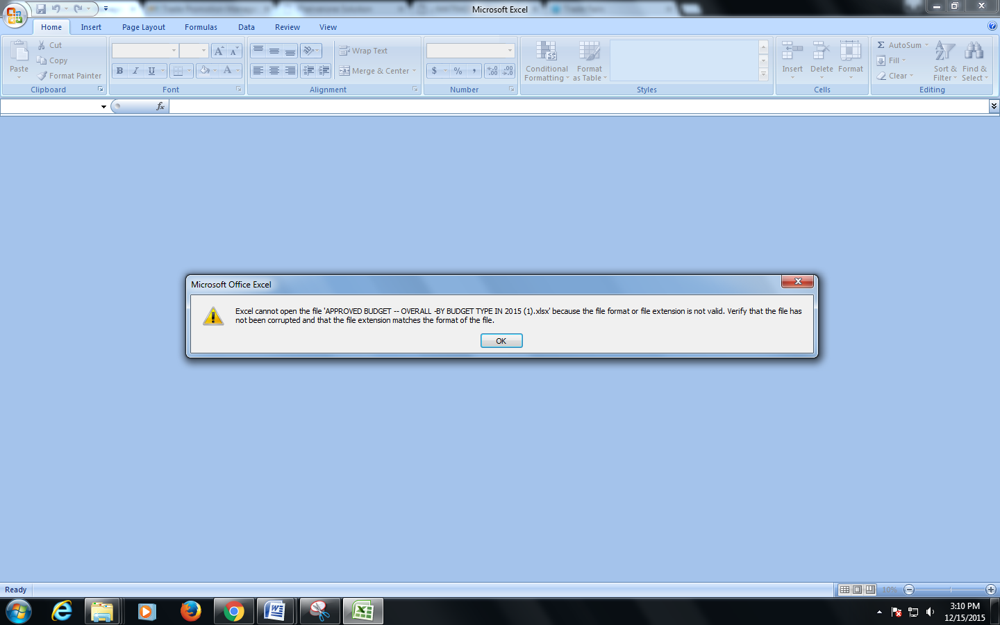 Microsoft Excel
Home Insert Page Layout Formulas Data Review View
Paste
Cut
Copy
Format Painter
Clipboard
B I U
A
Font
Wrap Text
Merge & Center
Alignment
$ % ,
Number
Conditional Formatting
Format as Table
Styles
Insert
Delete
Format
Cells
Σ AutoSum
Fill
Clear
Sort & Filter
Find & Select
Editing
fx
Microsoft Office Excel
Excel cannot open the file 'APPROVED BUDGET -- OVERALL -BY BUDGET TYPE IN 2015 (1).xlsx' because the file format or file extension is not valid. Verify that the file has
not been corrupted and that the file extension matches the format of the file.
OK
Ready
10%
3:10 PM
12/15/2015